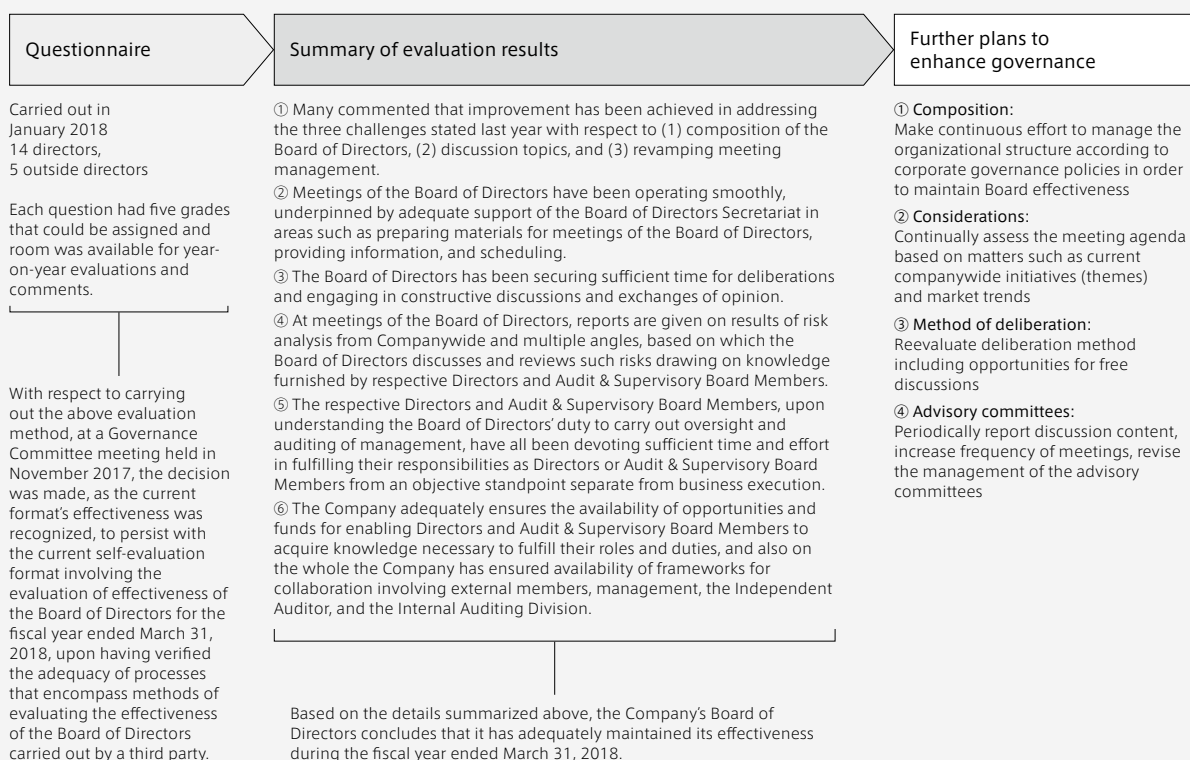 Questionnaire
Carried out in
January 2018
14 directors,
5 outside directors
Each question had five grades
that could be assigned and
room was available for year-
on-year evaluations and
comments.
With respect to carrying
out the above evaluation
method, at a Governance
Committee meeting held in
November 2017, the decision
was made, as the current
format's effectiveness was
recognized, to persist with
the current self-evaluation
format involving the
evaluation of effectiveness of
the Board of Directors for the
fiscal year ended March 31,
2018, upon having verified
the adequacy of processes
that encompass methods of
evaluating the effectiveness
of the Board of Directors
carried out by a third party.
Summary of evaluation results
① Many commented that improvement has been achieved in addressing
the three challenges stated last year with respect to (1) composition of the
Board of Directors, (2) discussion topics, and (3) revamping meeting
management.
② Meetings of the Board of Directors have been operating smoothly,
underpinned by adequate support of the Board of Directors Secretariat in
areas such as preparing materials for meetings of the Board of Directors,
providing information, and scheduling.
③ The Board of Directors has been securing sufficient time for deliberations
and engaging in constructive discussions and exchanges of opinion.
④ At meetings of the Board of Directors, reports are given on results of risk
analysis from Companywide and multiple angles, based on which the
Board of Directors discusses and reviews such risks drawing on knowledge
furnished by respective Directors and Audit & Supervisory Board Members.
⑤ The respective Directors and Audit & Supervisory Board Members, upon
understanding the Board of Directors' duty to carry out oversight and
auditing of management, have all been devoting sufficient time and effort
in fulfilling their responsibilities as Directors or Audit & Supervisory Board
Members from an objective standpoint separate from business execution.
⑥ The Company adequately ensures the availability of opportunities and
funds for enabling Directors and Audit & Supervisory Board Members to
acquire knowledge necessary to fulfill their roles and duties, and also on
the whole the Company has ensured availability of frameworks for
collaboration involving external members, management, the Independent
Auditor, and the Internal Auditing Division.
Based on the details summarized above, the Company's Board of
Directors concludes that it has adequately maintained its effectiveness
during the fiscal year ended March 31, 2018.
Further plans to
enhance governance
① Composition:
Make continuous effort to manage the
organizational structure according to
corporate governance policies in order
to maintain Board effectiveness
② Considerations:
Continually assess the meeting agenda
based on matters such as current
companywide initiatives (themes)
and market trends
③ Method of deliberation:
Reevaluate deliberation method
including opportunities for free
discussions
④ Advisory committees:
Periodically report discussion content,
increase frequency of meetings, revise
the management of the advisory
committees